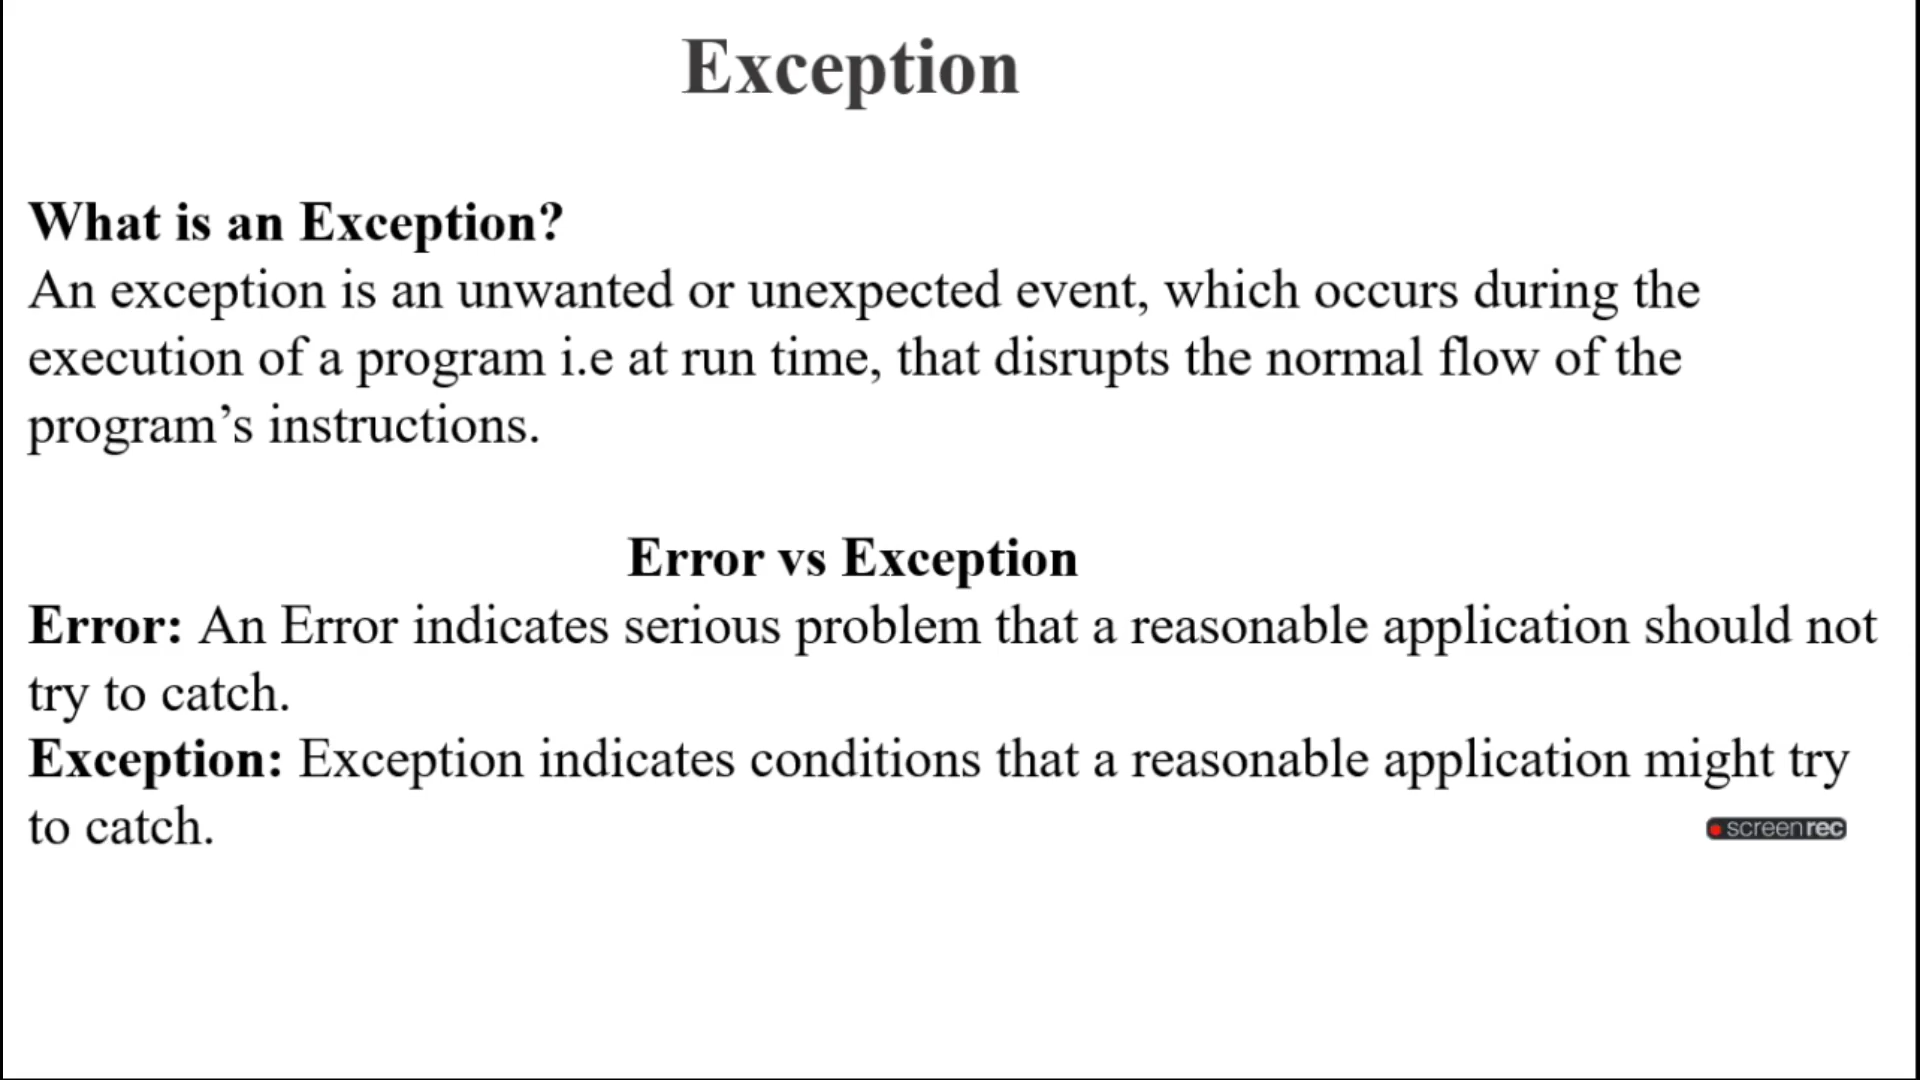 Exception
What is an Exception?
An exception is an unwanted or unexpected event, which occurs during the
execution of a program i.e at run time, that disrupts the normal flow of the
program’s instructions.
Error vs Exception
Error: An Error indicates serious problem that a reasonable application should not
try to catch.
Exception: Exception indicates conditions that a reasonable application might try
to catch.
screenrec